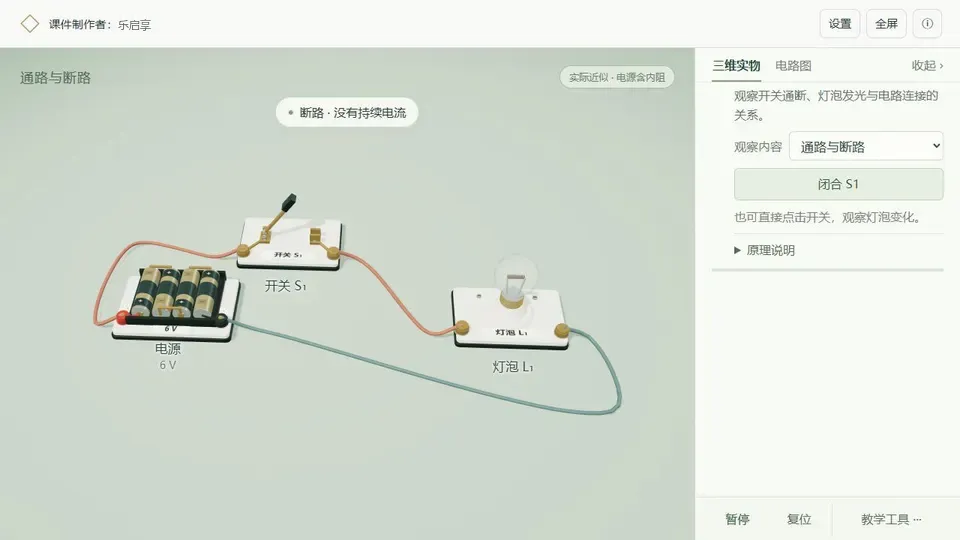 课件制作者：乐启享
设置
全屏
通路与断路
实际近似 · 电源含内阻
断路 · 没有持续电流
开关 S₁
开关 S₁
6 V
电源
6 V
灯泡 L₁
灯泡 L₁
三维实物
电路图
收起 ›
观察开关通断、灯泡发光与电路连接的
关系。
观察内容
通路与断路
闭合 S1
也可直接点击开关，观察灯泡变化。
原理说明
暂停
复位
教学工具 ···